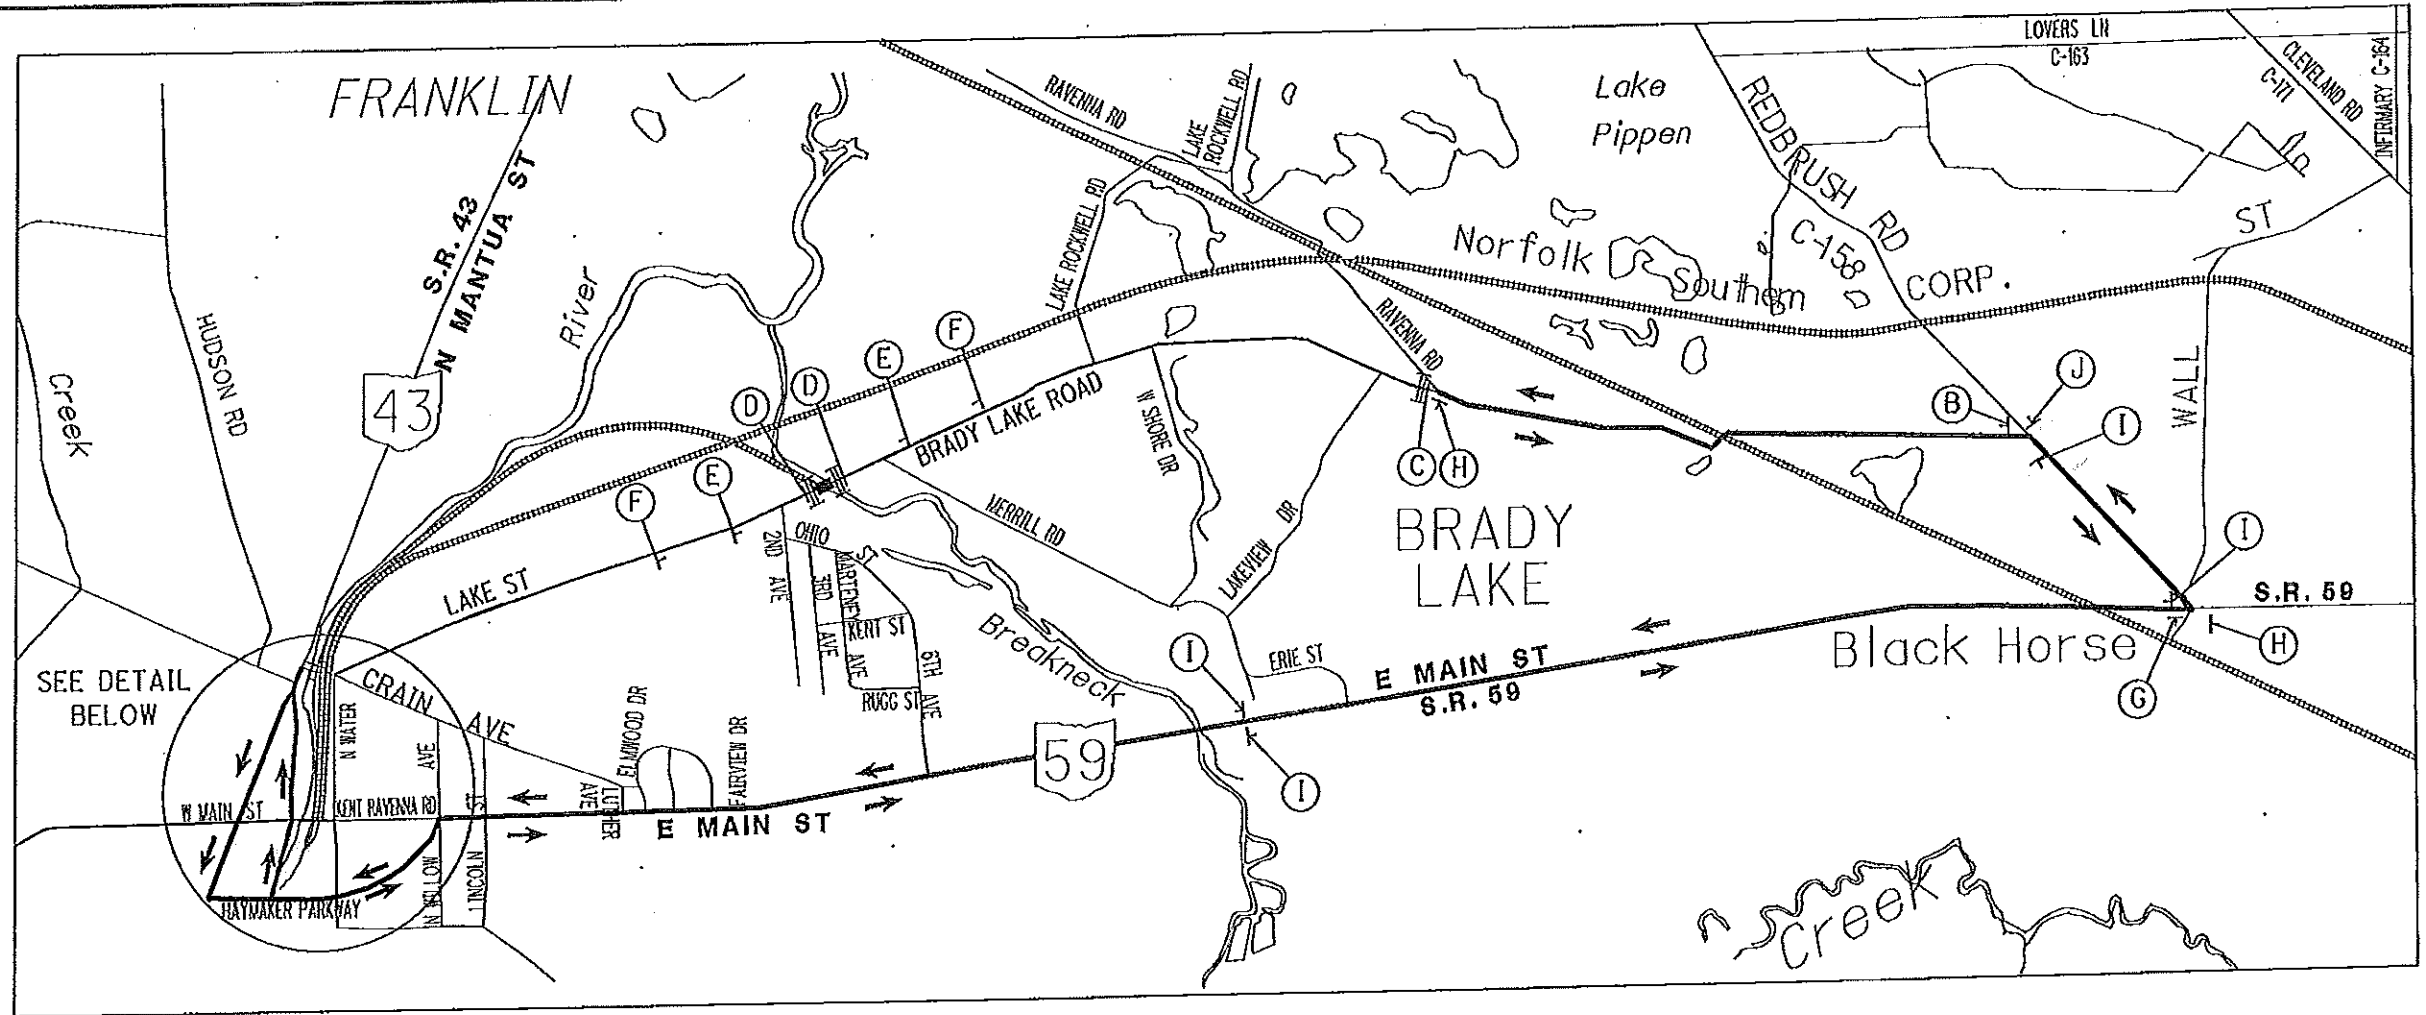 FRANKLIN
S.R. 43
N MANTUA ST
43
HUDSON RD
Creek
River
RAVENNA RD
LAKE
ROCKWELL RD
Lake
Pippen
LOVERS LN
C-163
CLEVELAND RD
C-171
INFIRMARY C-164
REDBRUSH RD
C-158
WALL
ST
Norfolk
Southern
CORP.
LAKE ROCKWELL RD
RAVENNA RD
F
E
D
D
E
F
BRADY LAKE ROAD
W SHORE DR
MERRILL RD
LAKEVIEW DR
C
H
B
J
I
I
BRADY
LAKE
LAKE ST
OHIO ST
2ND AVE
3RD AVE
MARTENEY AVE
KENT ST
6TH AVE
RUGG ST
Breakneck
I
I
ERIE ST
E MAIN ST
S.R. 59
S.R. 59
Black Horse
H
G
59
SEE DETAIL
BELOW
CRAIN AVE
N WATER
AVE
ELMWOOD DR
FAIRVIEW DR
LUTHER
AVE
W MAIN ST
KENT RAVENNA RD
ST
E MAIN ST
HAYMAKER PARKWAY
N WILLOW
LINCOLN
Creek